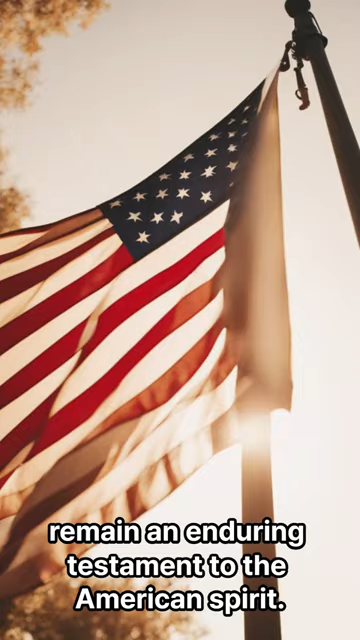 remain an enduring
testament to the
American spirit.